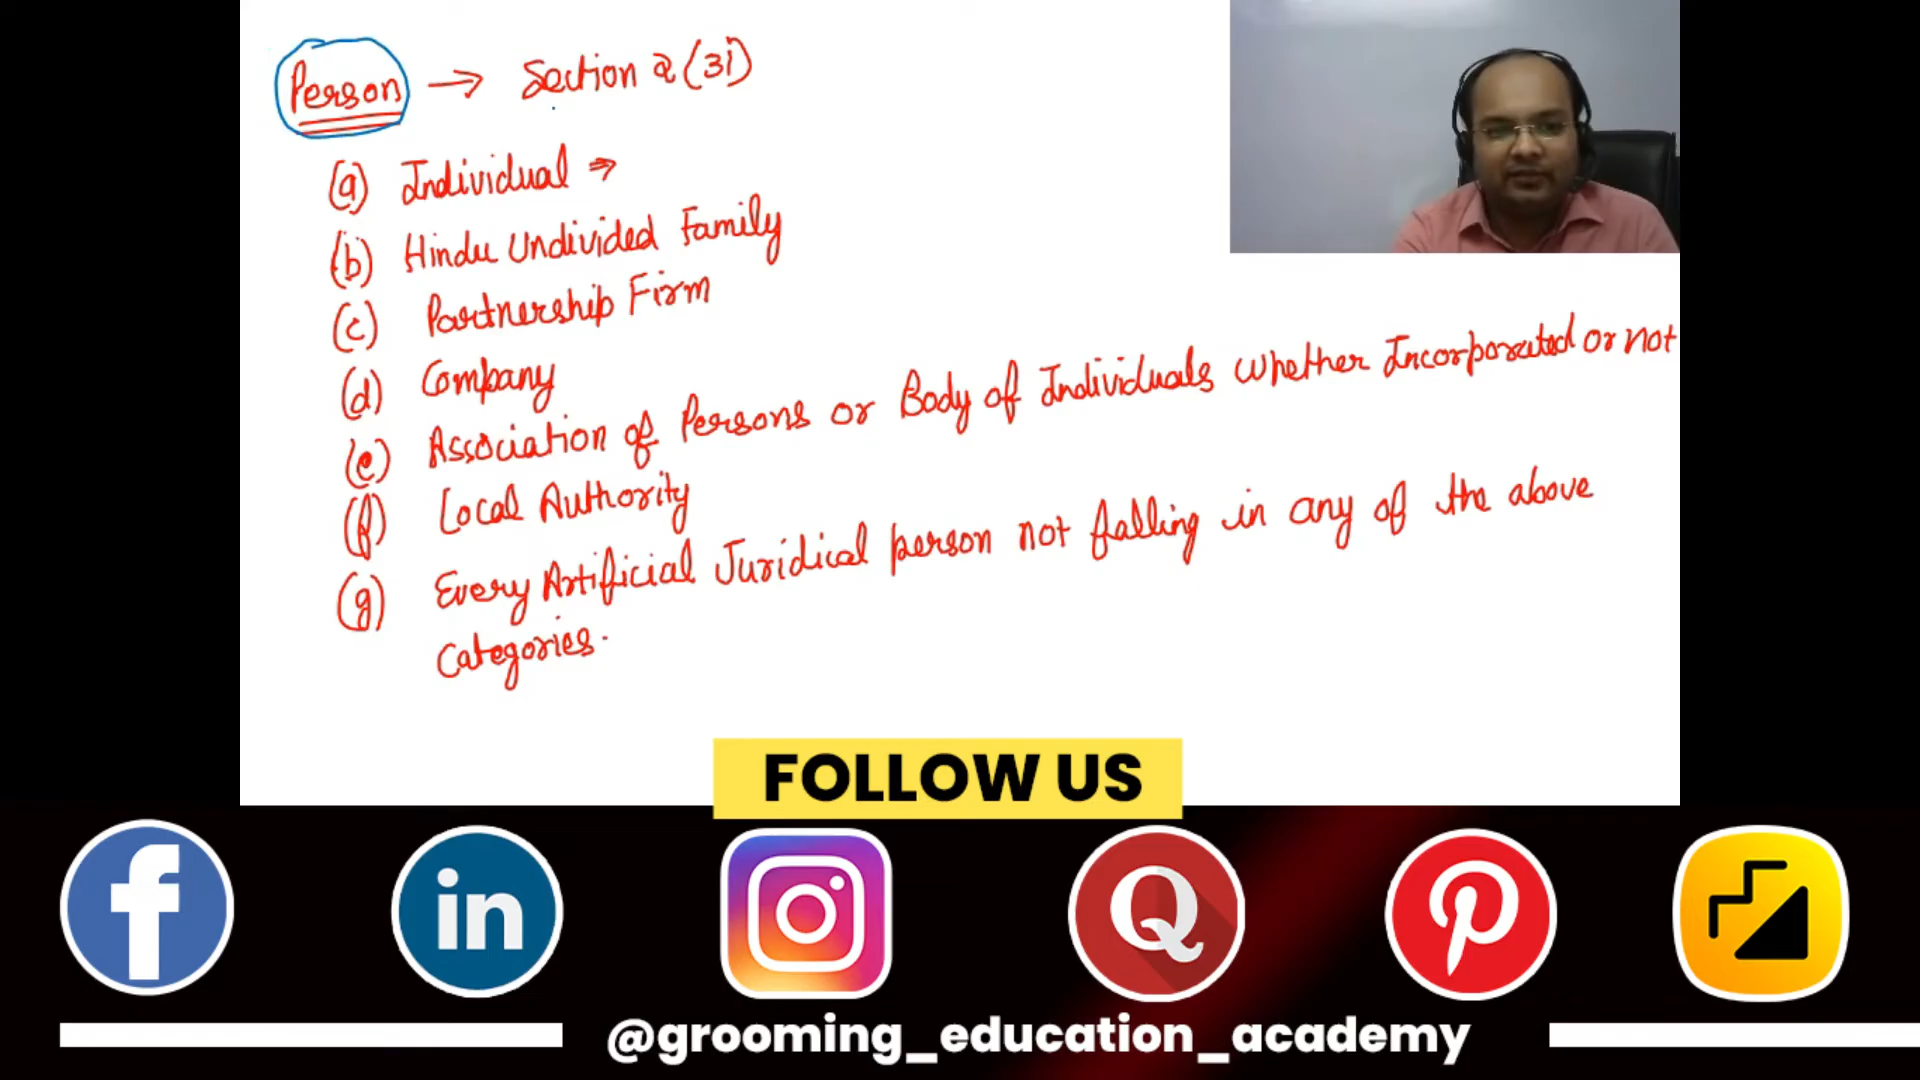 Person → Section 2(31)
(a) Individual ⇒
(b) Hindu Undivided Family
(c) Partnership Firm
(d) Company
(e) Association of Persons or Body of Individuals whether Incorporated or not
(f) Local Authority
(g) Every Artificial Juridical person not falling in any of the above
Categories.
FOLLOW US
f in Q P
@grooming_education_academy